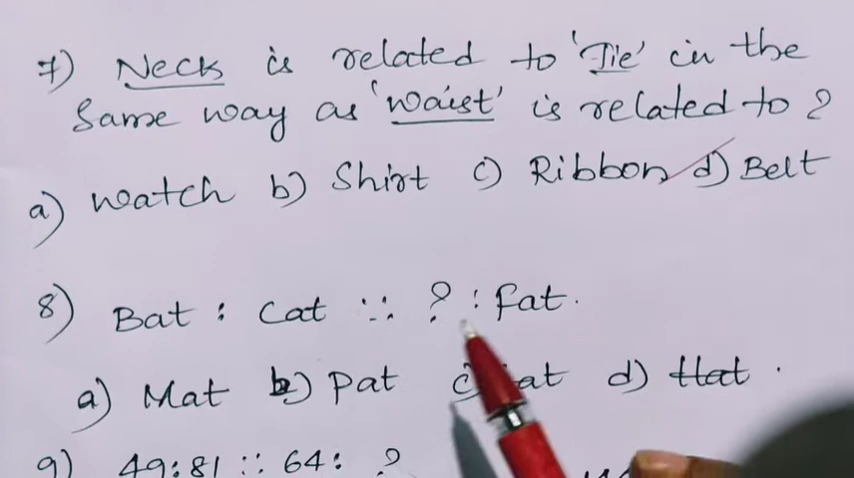 7) Neck is related to 'Tie' in the
Same way as 'waist' is related to ?
a) watch b) Shirt c) Ribbon d) Belt
8) Bat : Cat :: ? : fat.
a) Mat b) Pat c) at d) Hat .
9) 49:81 :: 64: ?